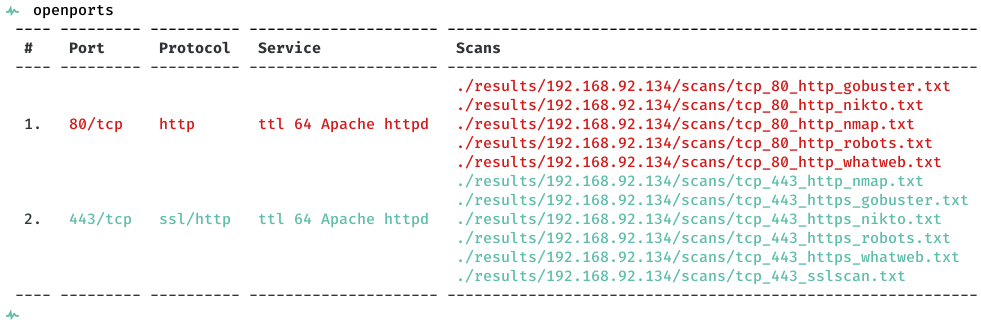 openports
---- --------- ---------- --------------------- -----------------------------------------------------------
# Port Protocol Service Scans
---- --------- ---------- --------------------- -----------------------------------------------------------
./results/192.168.92.134/scans/tcp_80_http_gobuster.txt
./results/192.168.92.134/scans/tcp_80_http_nikto.txt
1. 80/tcp http ttl 64 Apache httpd ./results/192.168.92.134/scans/tcp_80_http_nmap.txt
./results/192.168.92.134/scans/tcp_80_http_robots.txt
./results/192.168.92.134/scans/tcp_80_http_whatweb.txt
./results/192.168.92.134/scans/tcp_443_http_nmap.txt
./results/192.168.92.134/scans/tcp_443_https_gobuster.txt
2. 443/tcp ssl/http ttl 64 Apache httpd ./results/192.168.92.134/scans/tcp_443_https_nikto.txt
./results/192.168.92.134/scans/tcp_443_https_robots.txt
./results/192.168.92.134/scans/tcp_443_https_whatweb.txt
./results/192.168.92.134/scans/tcp_443_sslscan.txt
---- --------- ---------- --------------------- -----------------------------------------------------------